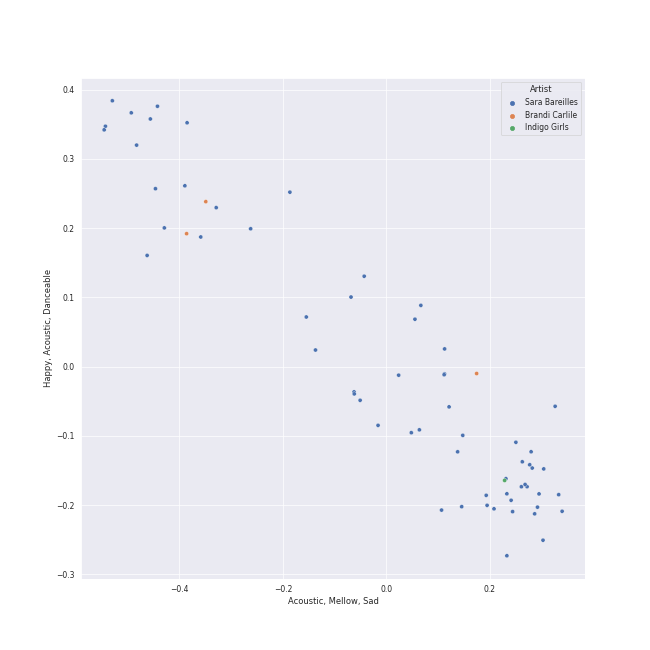 Artist
Sara Bareilles
Brandi Carlile
Indigo Girls
Happy, Acoustic, Danceable
0.4
0.3
0.2
0.1
0.0
−0.1
−0.2
−0.3
−0.4
−0.2
0.0
0.2
Acoustic, Mellow, Sad